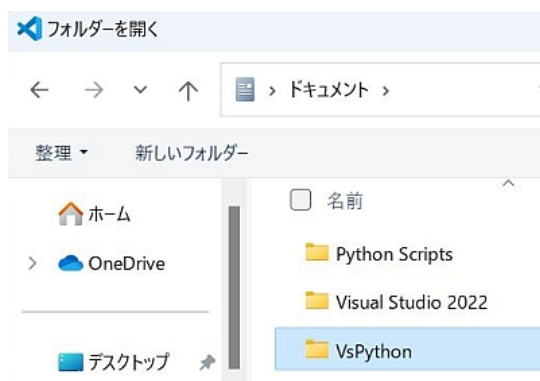 フォルダーを開く
ドキュメント
整理 新しいフォルダー
名前
ホーム
Python Scripts
OneDrive
Visual Studio 2022
VsPython
デスクトップ